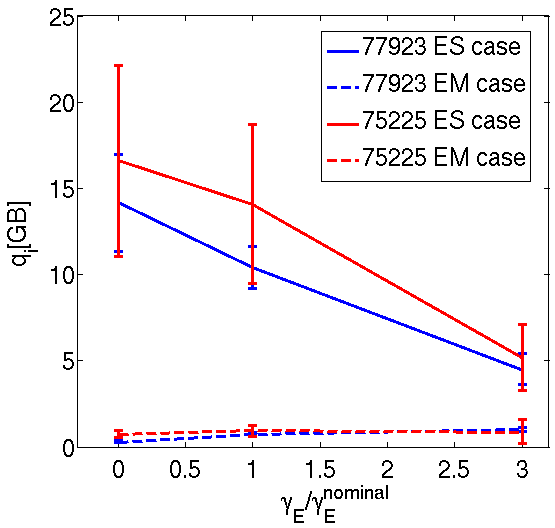 25
20
15
10
5
0
q_i[GB]
77923 ES case
77923 EM case
75225 ES case
75225 EM case
0 0.5 1 1.5 2 2.5 3
γ_E/γ_E^nominal